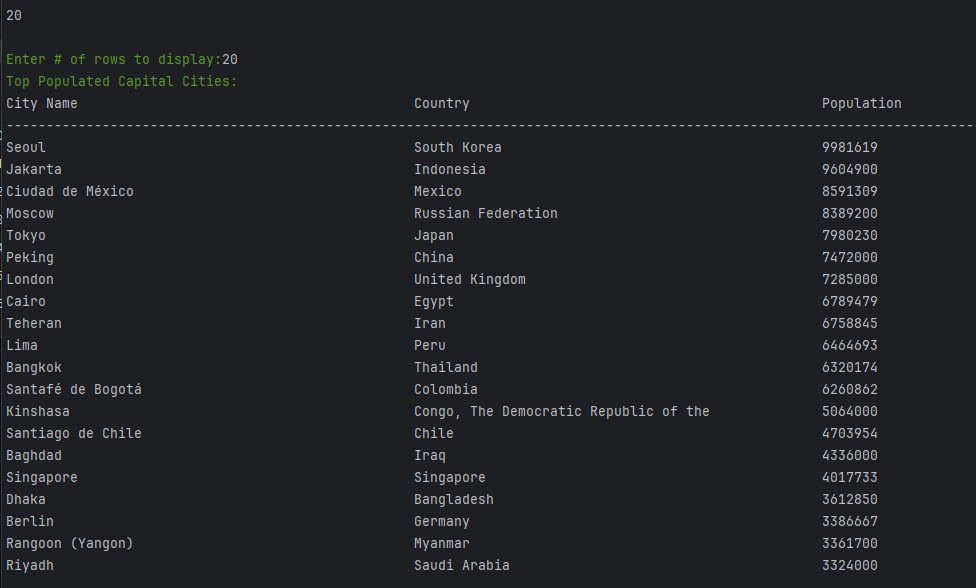 20
Enter # of rows to display:20
Top Populated Capital Cities:
City Name Country Population
--------------------------------------------------------------------------------------------------------------------------
Seoul South Korea 9981619
Jakarta Indonesia 9604900
Ciudad de México Mexico 8591309
Moscow Russian Federation 8389200
Tokyo Japan 7980230
Peking China 7472000
London United Kingdom 7285000
Cairo Egypt 6789479
Teheran Iran 6758845
Lima Peru 6464693
Bangkok Thailand 6320174
Santafé de Bogotá Colombia 6260862
Kinshasa Congo, The Democratic Republic of the 5064000
Santiago de Chile Chile 4703954
Baghdad Iraq 4336000
Singapore Singapore 4017733
Dhaka Bangladesh 3612850
Berlin Germany 3386667
Rangoon (Yangon) Myanmar 3361700
Riyadh Saudi Arabia 3324000